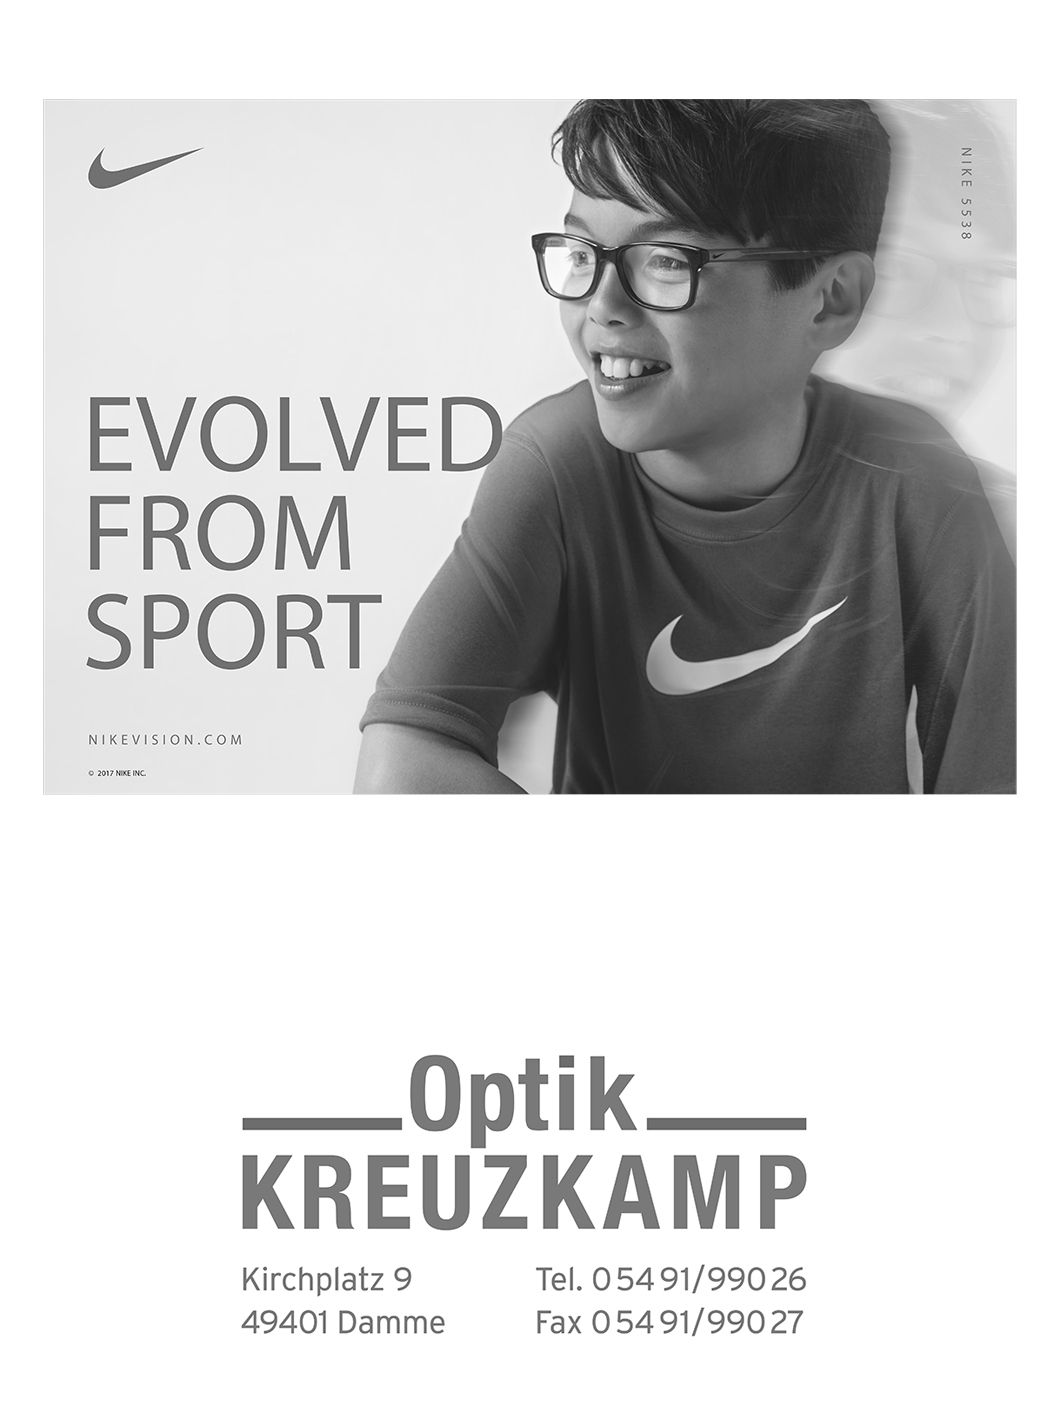 NIKE 5538
EVOLVED
FROM
SPORT
NIKEVISION.COM
© 2017 NIKE INC.
Optik
KREUZKAMP
Kirchplatz 9
49401 Damme
Tel. 0 54 91/990 26
Fax 0 54 91/990 27